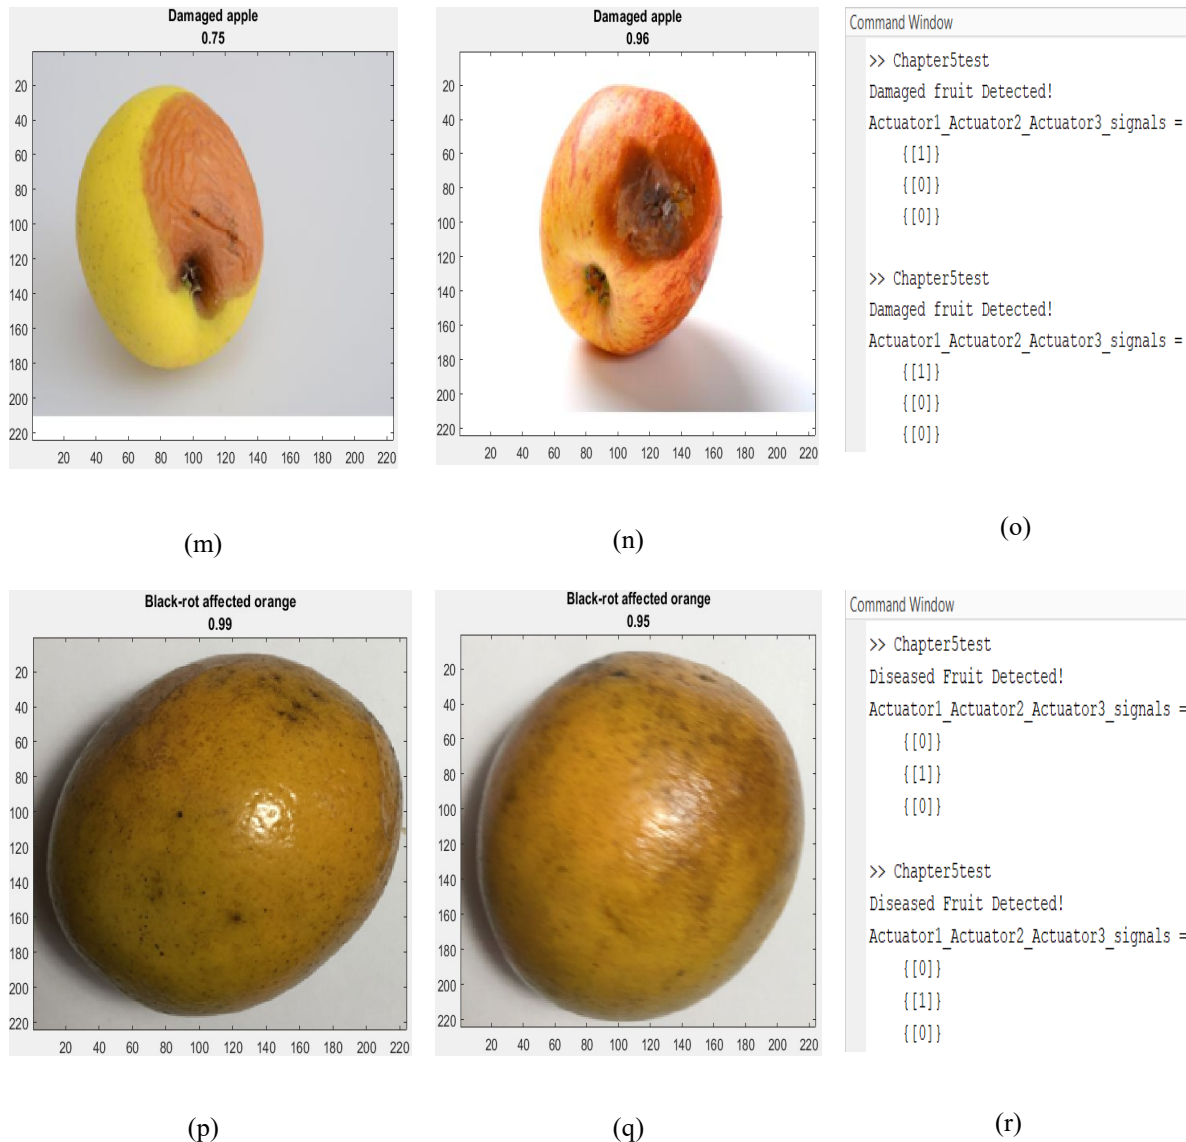 Damaged apple
0.75
20
40
60
80
100
120
140
160
180
200
220
20 40 60 80 100 120 140 160 180 200 220
(m)
Damaged apple
0.96
20
40
60
80
100
120
140
160
180
200
220
20 40 60 80 100 120 140 160 180 200 220
(n)
Command Window
>> Chapter5test
Damaged fruit Detected!
Actuator1_Actuator2_Actuator3_signals =
{[1]}
{[0]}
{[0]}
>> Chapter5test
Damaged fruit Detected!
Actuator1_Actuator2_Actuator3_signals =
{[1]}
{[0]}
{[0]}
(o)
Black-rot affected orange
0.99
20
40
60
80
100
120
140
160
180
200
220
20 40 60 80 100 120 140 160 180 200 220
(p)
Black-rot affected orange
0.95
20
40
60
80
100
120
140
160
180
200
220
20 40 60 80 100 120 140 160 180 200 220
(q)
Command Window
>> Chapter5test
Diseased Fruit Detected!
Actuator1_Actuator2_Actuator3_signals =
{[0]}
{[1]}
{[0]}
>> Chapter5test
Diseased Fruit Detected!
Actuator1_Actuator2_Actuator3_signals =
{[0]}
{[1]}
{[0]}
(r)